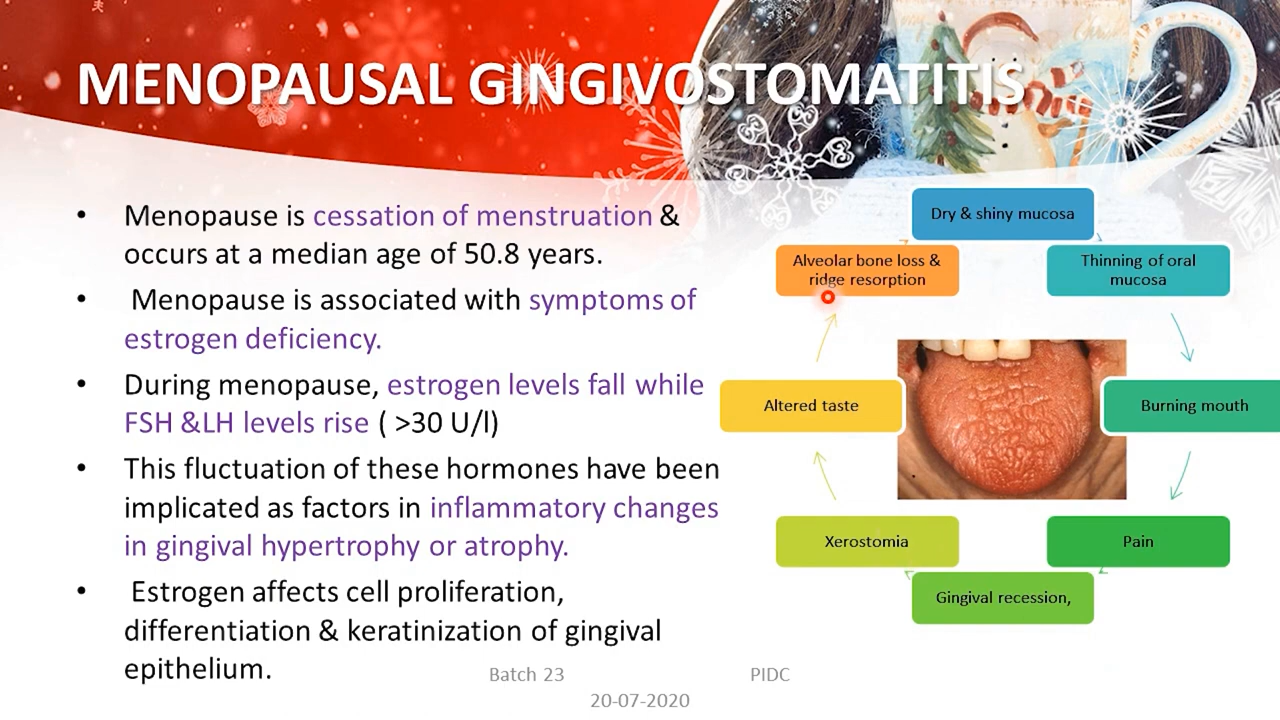 MENOPAUSAL GINGIVOSTOMATITIS
• Menopause is cessation of menstruation &
occurs at a median age of 50.8 years.
• Menopause is associated with symptoms of
estrogen deficiency.
• During menopause, estrogen levels fall while
FSH &LH levels rise ( >30 U/l)
• This fluctuation of these hormones have been
implicated as factors in inflammatory changes
in gingival hypertrophy or atrophy.
• Estrogen affects cell proliferation,
differentiation & keratinization of gingival
epithelium.
Dry & shiny mucosa
Thinning of oral
mucosa
Burning mouth
Pain
Gingival recession,
Xerostomia
Altered taste
Alveolar bone loss &
ridge resorption
Batch 23 PIDC
20-07-2020